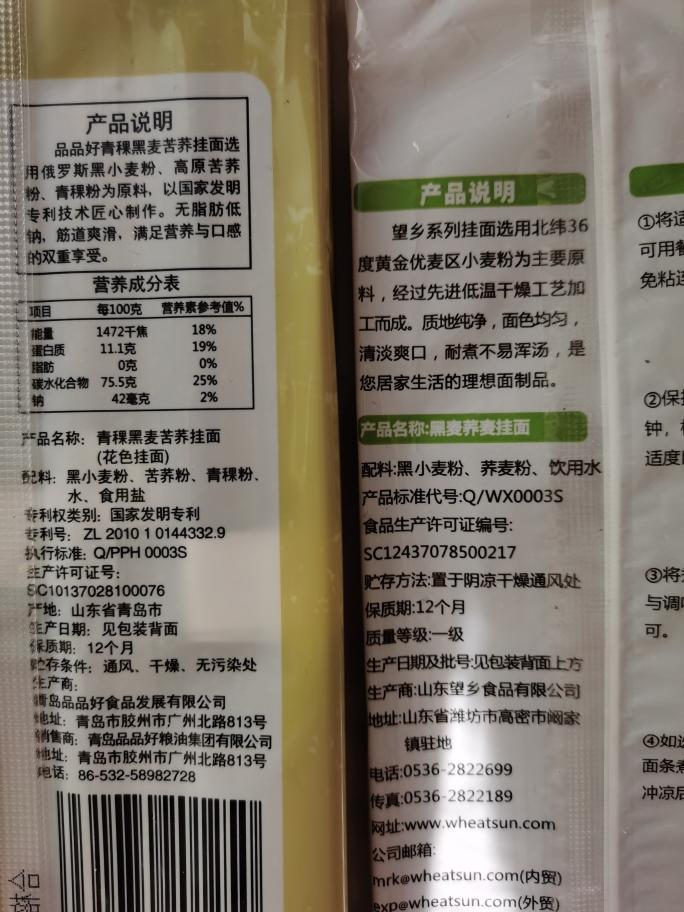 产品说明
品品好青稞黑麦苦荞挂面选
用俄罗斯黑小麦粉、高原苦荞
粉、青稞粉为原料，以国家发明
专利技术匠心制作。无脂肪低
钠，筋道爽滑，满足营养与口感
的双重享受。
营养成分表
项目 每100克 营养素参考值%
能量 1472千焦 18%
蛋白质 11.1克 19%
脂肪 0克 0%
碳水化合物 75.5克 25%
钠 42毫克 2%
产品名称：青稞黑麦苦荞挂面
(花色挂面)
配料：黑小麦粉、苦荞粉、青稞粉、
水、食用盐
专利权类别：国家发明专利
专利号：ZL 2010 1 0144332.9
执行标准：Q/PPH 0003S
生产许可证号：
SC10137028100076
产地：山东省青岛市
生产日期：见包装背面
保质期：12个月
贮存条件：通风、干燥、无污染处
生产商：
青岛品品好食品发展有限公司
地址：青岛市胶州市广州北路813号
销售商：青岛品品好粮油集团有限公司
地址：青岛市胶州市广州北路813号
电话：86-532-58982728
产品说明
望乡系列挂面选用北纬36
度黄金优麦区小麦粉为主要原
料，经过先进低温干燥工艺加
工而成。质地纯净，面色均匀，
清淡爽口，耐煮不易浑汤，是
您居家生活的理想面制品。
产品名称:黑麦荞麦挂面
配料:黑小麦粉、荞麦粉、饮用水
产品标准代号:Q/WX0003S
食品生产许可证编号:
SC12437078500217
贮存方法:置于阴凉干燥通风处
保质期:12个月
质量等级:一级
生产日期及批号:见包装背面上方
生产商:山东望乡食品有限公司
地址:山东省潍坊市高密市阚家
镇驻地
电话:0536-2822699
传真:0536-2822189
网址:www.wheatsun.com
公司邮箱:
mrk@wheatsun.com(内贸)
exp@wheatsun.com(外贸)
①将适
可用餐
免粘连
②保持
钟，
适度
③将
与调
可。
④如
面条煮
冲凉后